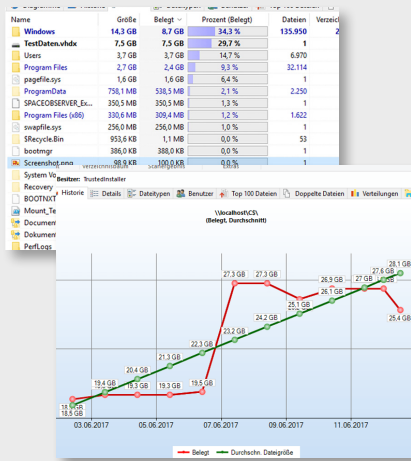 Name Größe Belegt Prozent (Belegt) Dateien
Windows 14,3 GB 8,7 GB 34,3 % 135.950
TestDaten.vhdx 7,5 GB 7,5 GB 29,7 % 1
Users 3,7 GB 3,7 GB 14,7 % 6.970
Program Files 2,7 GB 2,4 GB 9,3 % 32.114
pagefile.sys 1,6 GB 1,6 GB 6,4 % 1
ProgramData 758,1 MB 538,5 MB 2,1 % 2.250
SPACEOBSERVER_Ex... 350,5 MB 350,5 MB 1,3 % 1
Program Files (x86) 330,6 MB 309,4 MB 1,2 % 1.622
swapfile.sys 256,0 MB 256,0 MB 1,0 % 1
$Recycle.Bin 953,6 KB 1,1 MB 0,0 % 53
bootmgr 386,0 KB 388,0 KB 0,0 % 1
Screenshot.png 98,9 KB 100,0 KB 0,0 % 1
System Vo
Recovery
BOOTNXT
Mount_Te
Document
Dokume
PerfLogs
Besitzer: TrustedInstaller
Historie Details Dateitypen Benutzer Top 100 Dateien Doppelte Dateien Verteilungen
\\localhost\C$\
(Belegt, Durchschnitt)
28,1 GB
27,3 GB 27,3 GB 26,9 GB 27,6 GB
27 GB
26,1 GB
25,1 GB
25,4 GB
24,2 GB
23,2 GB
22,3 GB
21,3 GB
20,4 GB
19,4 GB 19,3 GB 19,3 GB 19,5 GB
18,5 GB
03.06.2017 05.06.2017 07.06.2017 09.06.2017 11.06.2017
Belegt Durchschn. Dateigröße